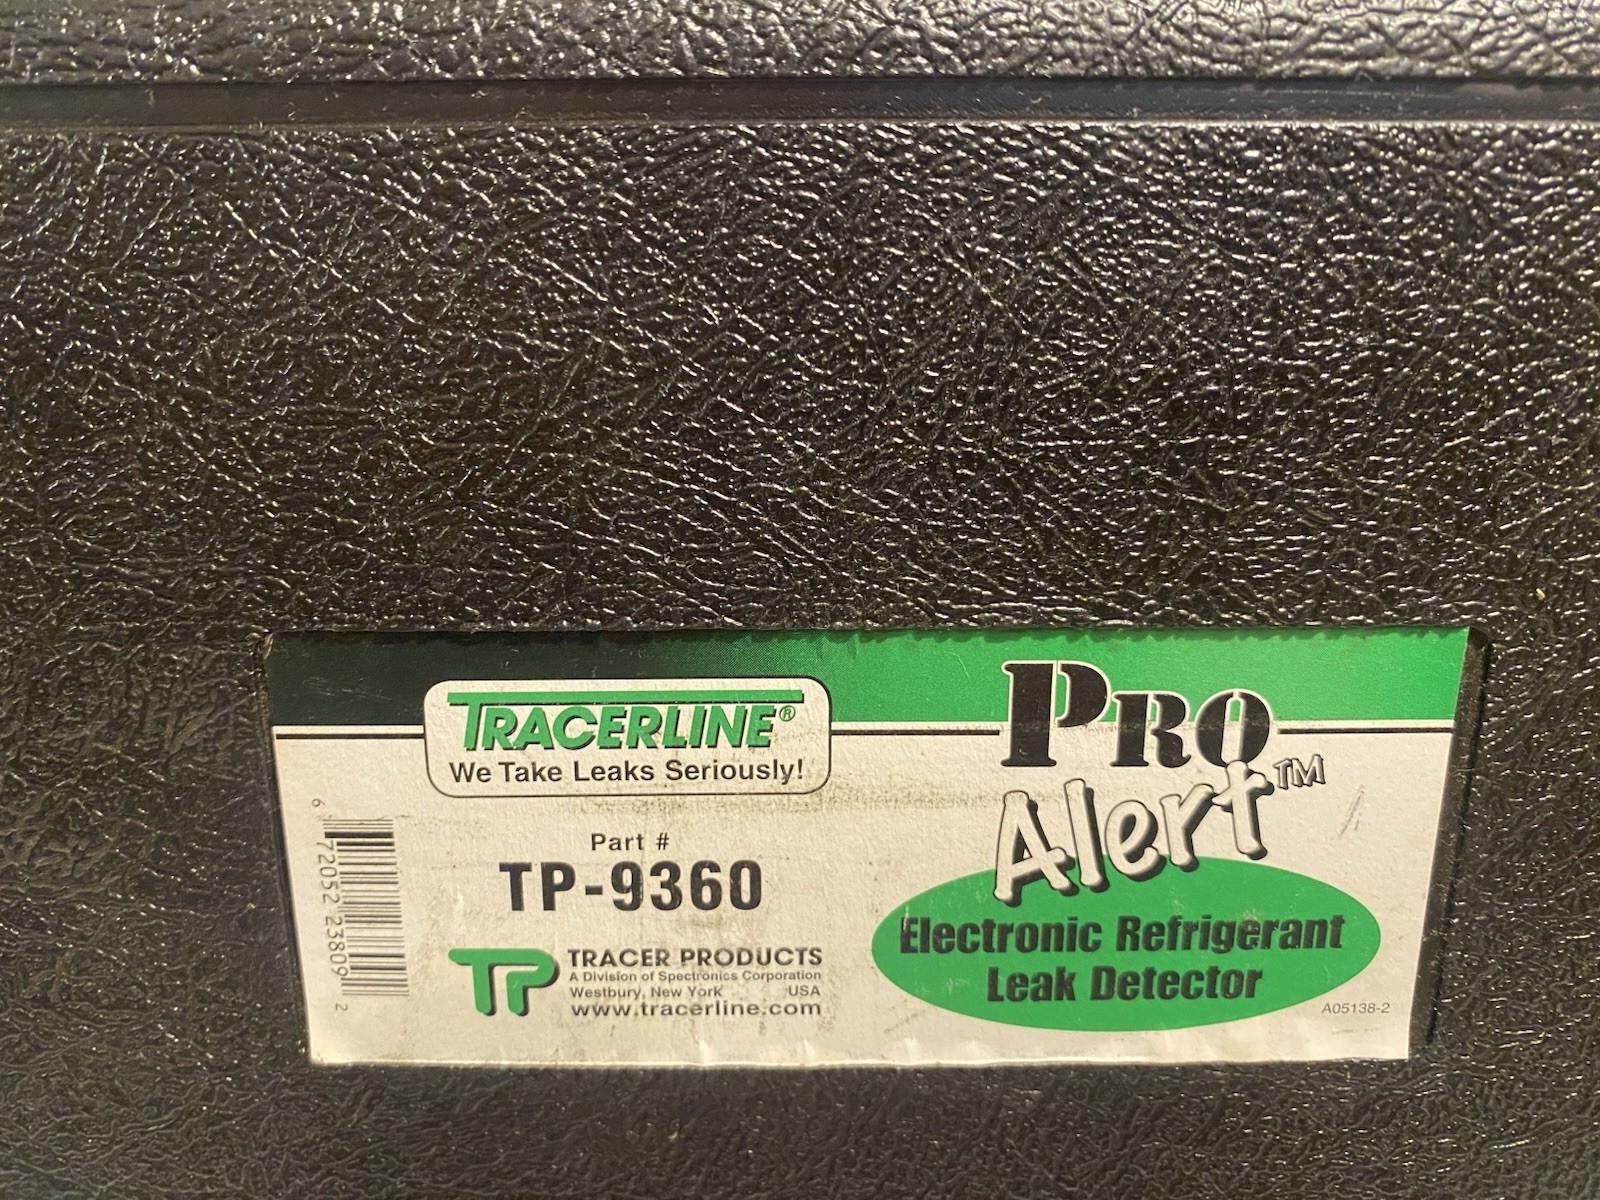 TRACERLINE®
We Take Leaks Seriously!
Part #
TP-9360
TP TRACER PRODUCTS
A Division of Spectronics Corporation
Westbury, New York USA
www.tracerline.com
6 72052 23809 2
PRO
Alert™
Electronic Refrigerant
Leak Detector
A05138-2